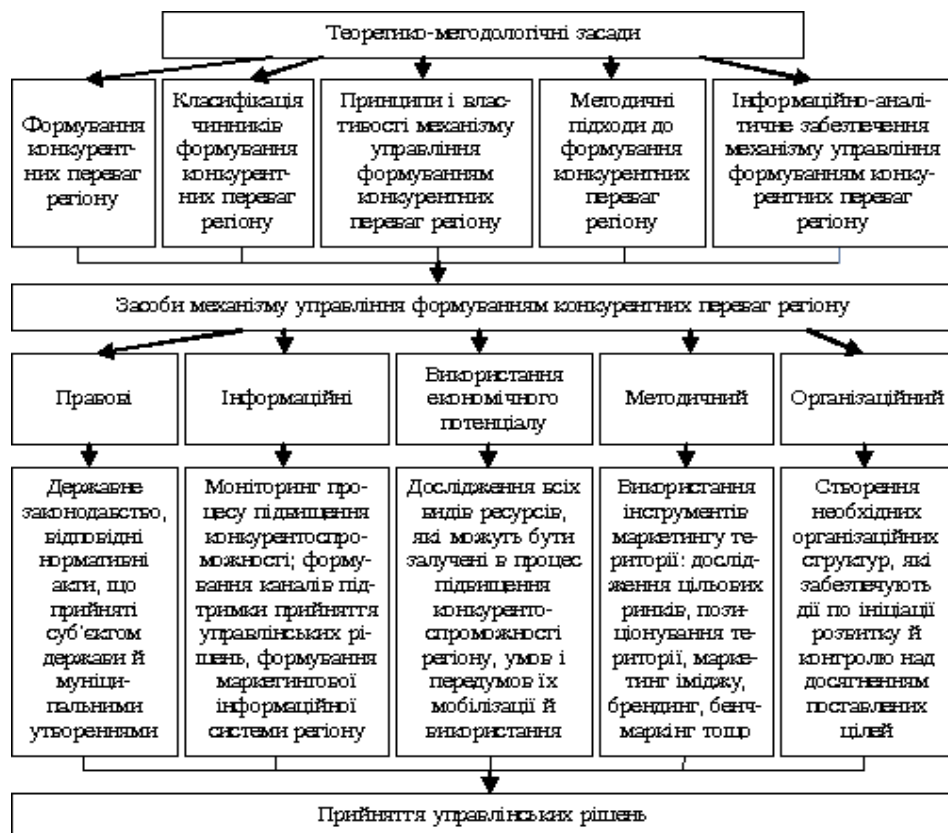 Теоретико-методологічні засади
Формування
конкурент-
них переваг
регіону
Класифікація
чинників
формування
конкурент-
них переваг
регіону
Принципи і влас-
тивості механізму
управління
формуванням
конкурентних
переваг регіону
Методичні
підходи до
формування
конкурентних
переваг
регіону
Інформаційно-аналі-
тичне забезпечення
механізму управління
формуванням конку-
рентних переваг
регіону
Засоби механізму управління формуванням конкурентних переваг регіону
Правові
Інформаційні
Використання
економічного
потенціалу
Методичний
Організаційний
Державне
законодавство,
відповідні
нормативні
акти, що
прийняті
суб'єктом
держави й
муніци-
пальними
утвореннями
Моніторинг про-
цесу підвищення
конкурентоспро-
можності; форму-
вання каналів під-
тримки прийняття
управлінських рі-
шень, формування
маркетингової
інформаційної
системи регіону
Дослідження всіх
видів ресурсів,
які можуть бути
залучені в процес
підвищення
конкуренто-
спроможності
регіону, умов і
передумов їх
мобілізації й
використання
Використання
інструментів
маркетингу те-
риторії: дослід-
ження цільових
ринків, пози-
ціонування те-
риторії, марке-
тинг іміджу,
брендинг, бенч-
маркінг тощо
Створення
необхідних
організаційних
структур, які
забезпечують
дії по ініціації
розвитку й
контролю над
досягненням
поставлених
цілей
Прийняття управлінських рішень